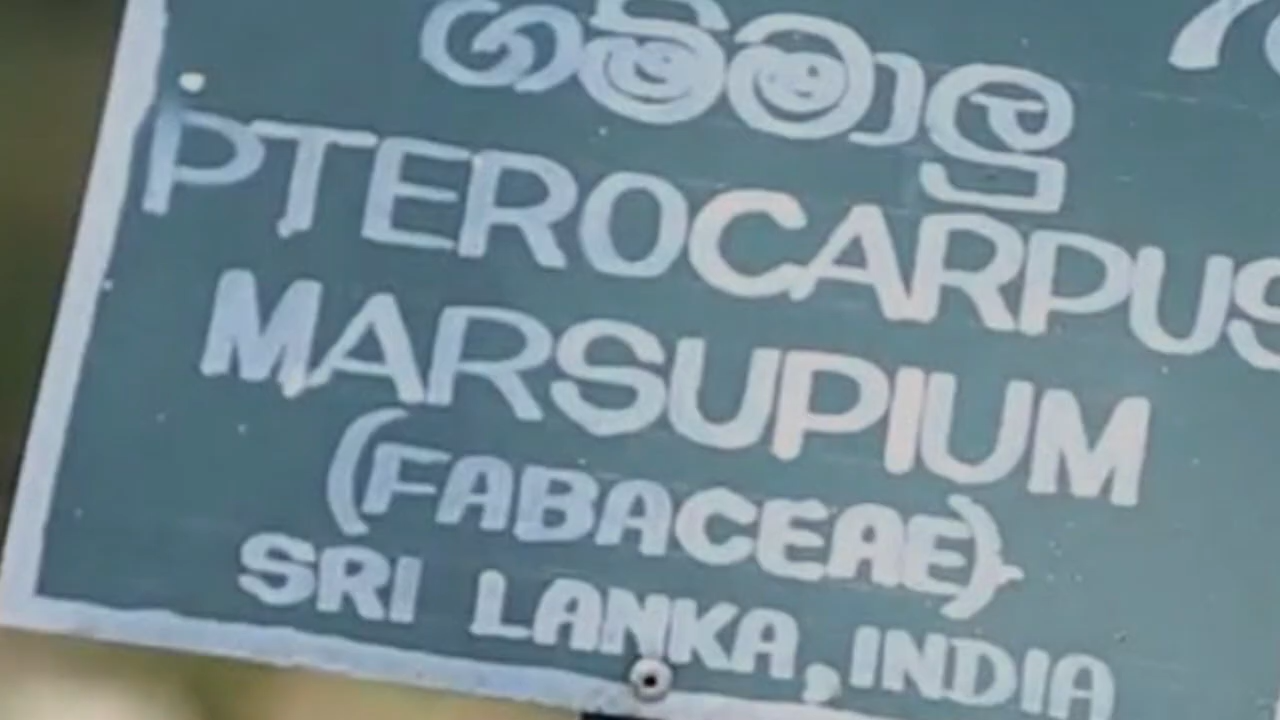 ගම්මාලු
PTEROCARPUS
MARSUPIUM
(FABACEAE)
SRI LANKA, INDIA